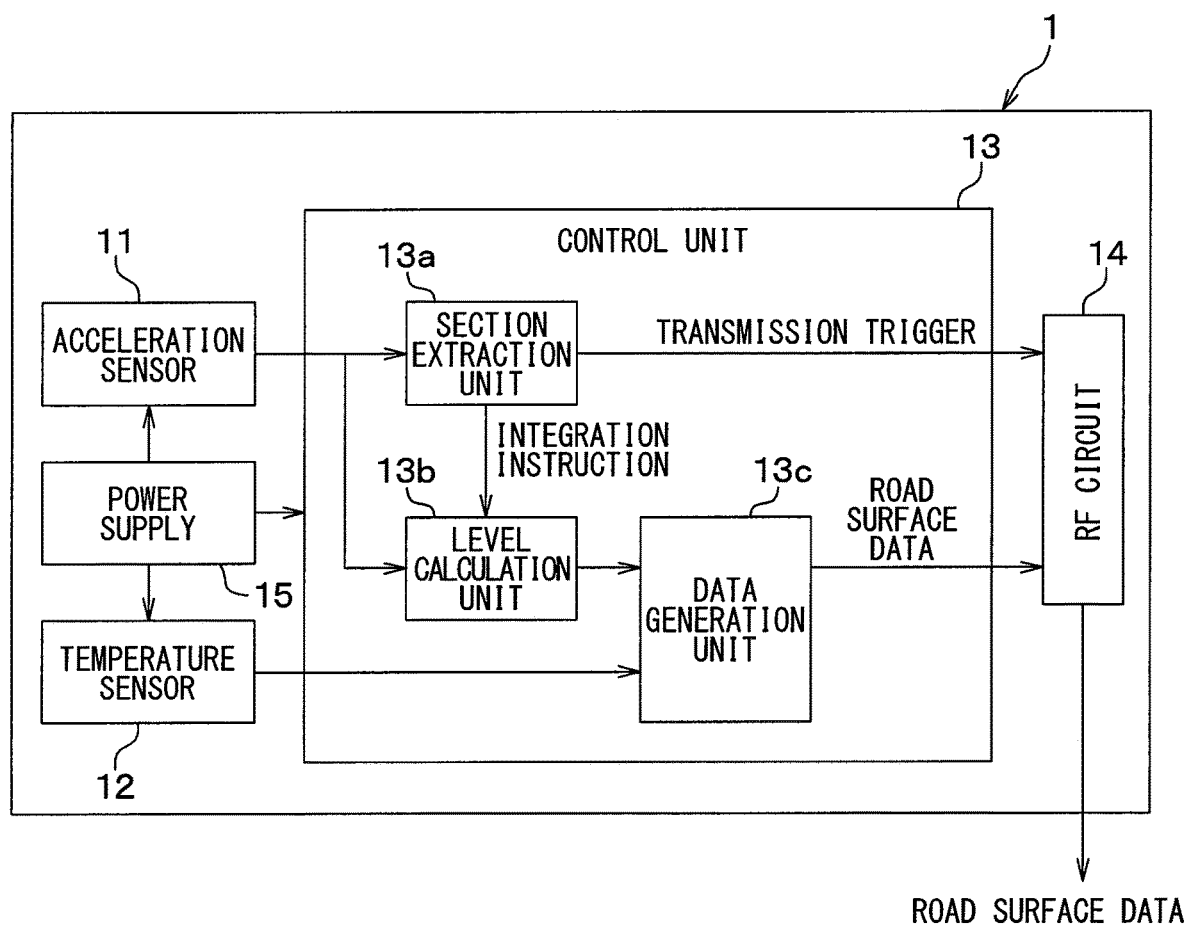 1
13
CONTROL UNIT
11
13a
14
ACCELERATION
SENSOR
SECTION
EXTRACTION
UNIT
TRANSMISSION TRIGGER
RF CIRCUIT
INTEGRATION
INSTRUCTION
POWER
SUPPLY
15
13b
13c
ROAD
SURFACE
DATA
LEVEL
CALCULATION
UNIT
DATA
GENERATION
UNIT
TEMPERATURE
SENSOR
12
ROAD SURFACE DATA